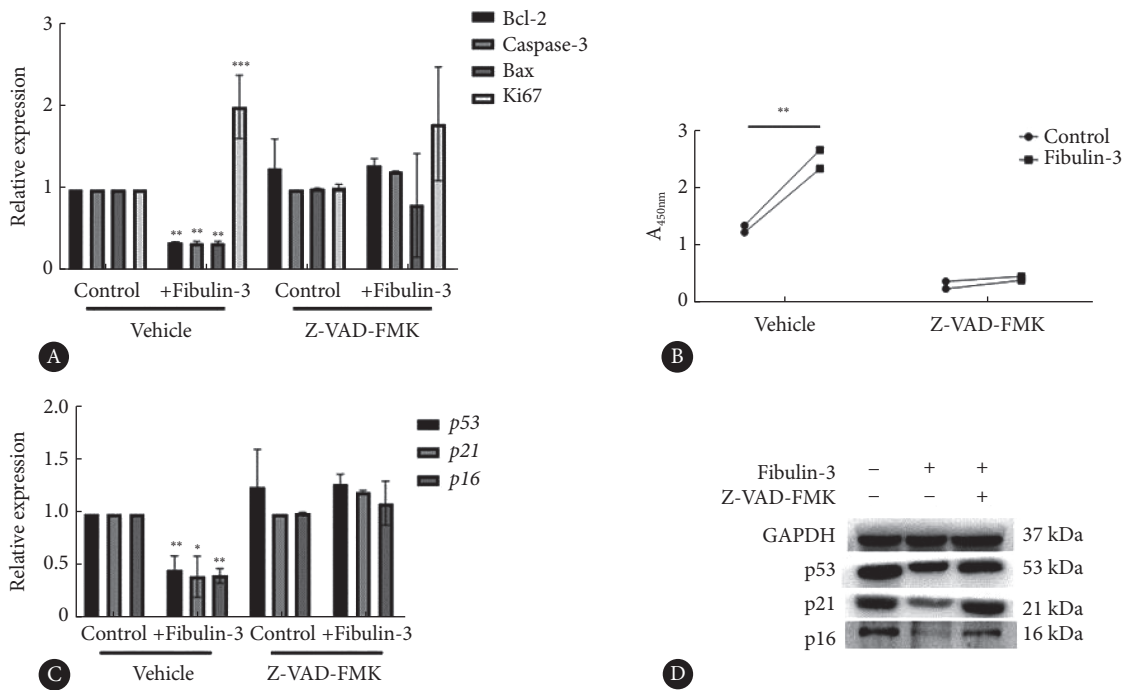 Relative expression
3
2
1
0
**
**
**
***
Control
+Fibulin-3
Control
+Fibulin-3
Vehicle
Z-VAD-FMK
Bcl-2
Caspase-3
Bax
Ki67
A
A450nm
3
2
1
0
**
Control
Fibulin-3
Vehicle
Z-VAD-FMK
B
Relative expression
2.0
1.5
1.0
0.5
0
**
*
**
Control +Fibulin-3
Control +Fibulin-3
Vehicle
Z-VAD-FMK
p53
p21
p16
C
Fibulin-3 – + +
Z-VAD-FMK – – +
GAPDH 37 kDa
p53 53 kDa
p21 21 kDa
p16 16 kDa
D